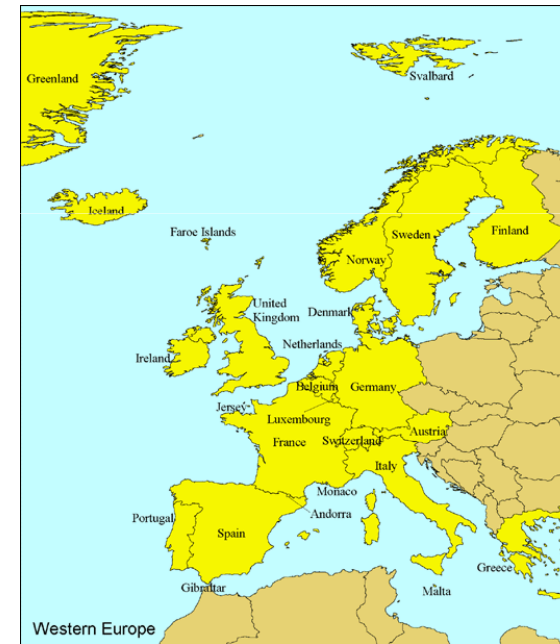 Svalbard
Greenland
Iceland
Faroe Islands
Finland
Sweden
Norway
United
Kingdom
Denmark
Netherlands
Ireland
Belgium
Germany
Jersey
Luxembourg
Austria
France
Switzerland
Italy
Monaco
Andorra
Portugal
Spain
Greece
Gibraltar
Malta
Western Europe